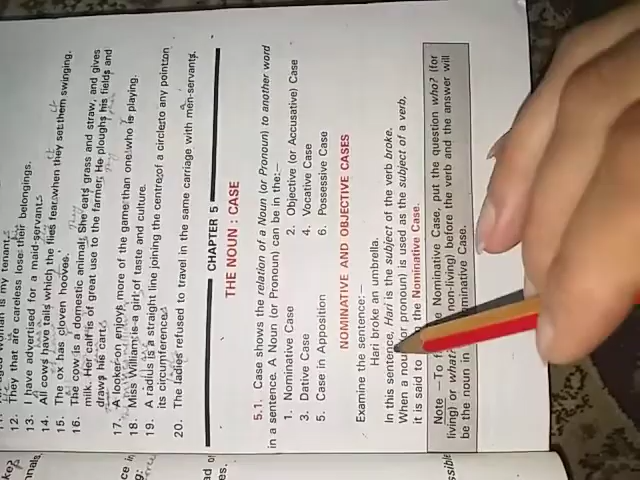 woman is my tenant.
12. They that are careless lose their belongings.
13. I have advertised for a maid-servant.
14. All cows have tails which the flies fear when they set them swinging.
15. The ox has cloven hooves.
16. The cow is a domestic animal. She eats grass and straw, and gives
milk. Her calf is of great use to the farmer. He ploughs his fields and
draws his carts
17. A looker-on enjoys more of the game than one who is playing.
18. Miss William is a girl of taste and culture.
19. A radius is a straight line joining the centre of a circle to any point on
its circumference.
20. The ladies refused to travel in the same carriage with men-servants.
CHAPTER 5
THE NOUN : CASE
5.1. Case shows the relation of a Noun (or Pronoun) to another word
in a sentence. A Noun (or Pronoun) can be in the:—
1. Nominative Case 2. Objective (or Accusative) Case
3. Dative Case 4. Vocative Case
5. Case in Apposition 6. Possessive Case
NOMINATIVE AND OBJECTIVE CASES
Examine the sentence:—
Hari broke an umbrella.
In this sentence, Hari is the subject of the verb broke.
When a noun (or pronoun) is used as the subject of a verb,
it is said to the Nominative Case.
Note —To Nominative Case, put the question who? (for
living) or what non-living) before the verb and the answer will
be the noun in Case.